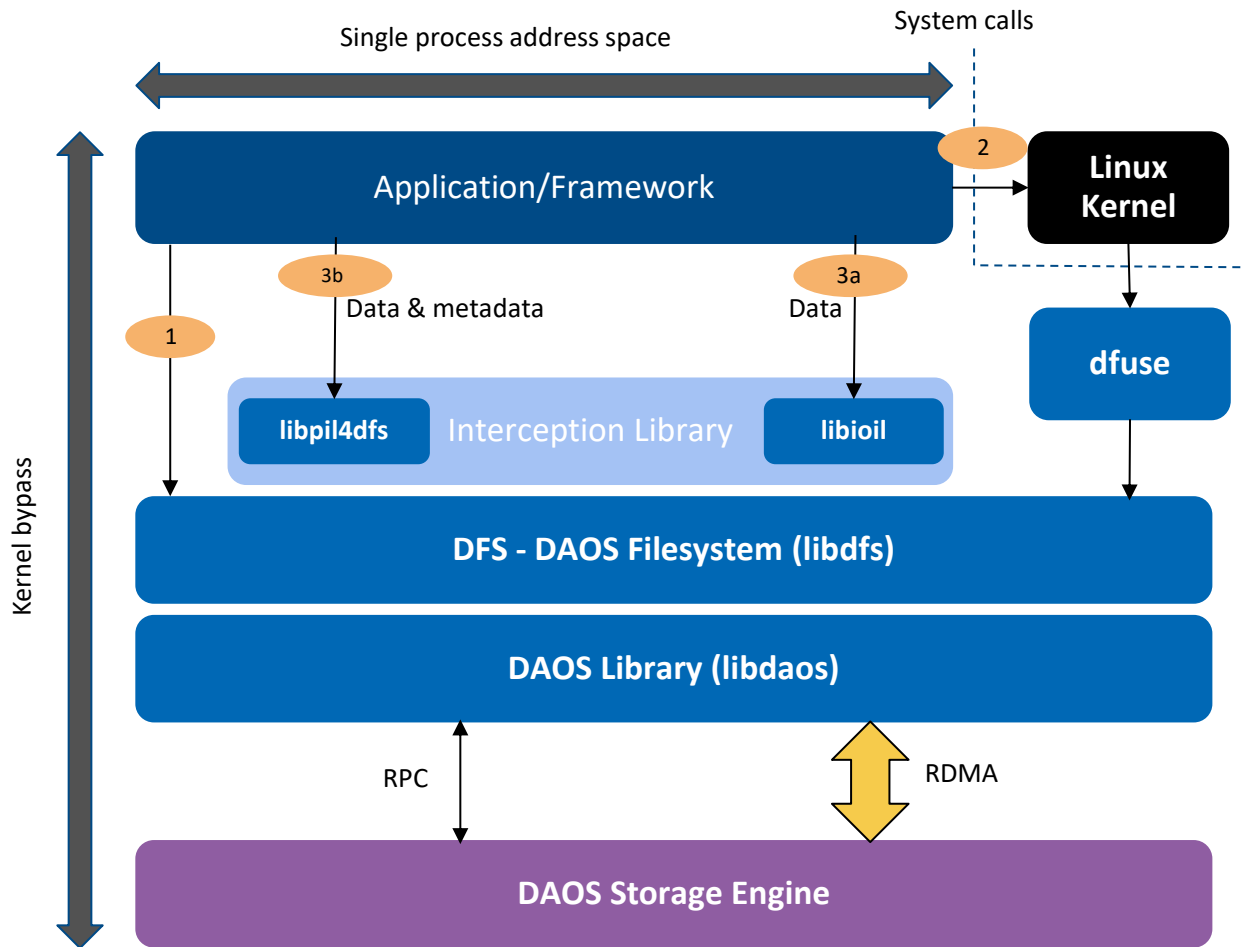 Single process address space
System calls
Application/Framework
2
Linux
Kernel
3b
3a
Data & metadata
Data
1
dfuse
libpil4dfs
Interception Library
libioil
Kernel bypass
DFS - DAOS Filesystem (libdfs)
DAOS Library (libdaos)
RPC
RDMA
DAOS Storage Engine